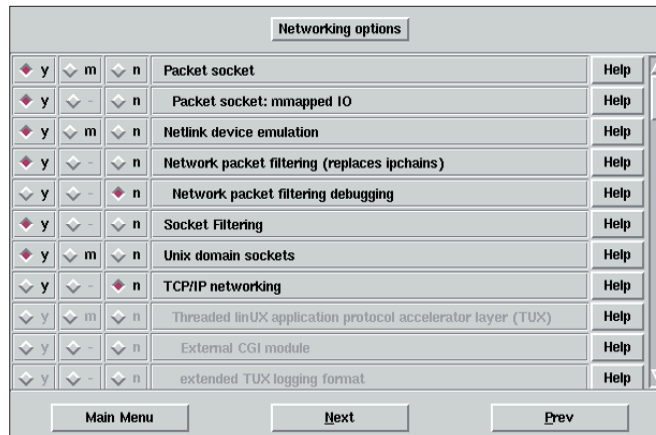 Networking options
y m n Packet socket Help
y - n Packet socket: mmapped IO Help
y m n Netlink device emulation Help
y - n Network packet filtering (replaces ipchains) Help
y - n Network packet filtering debugging Help
y - n Socket Filtering Help
y m n Unix domain sockets Help
y - n TCP/IP networking Help
y m n Threaded linUX application protocol accelerator layer (TUX) Help
y - n External CGI module Help
y - n extended TUX logging format Help
Main Menu Next Prev